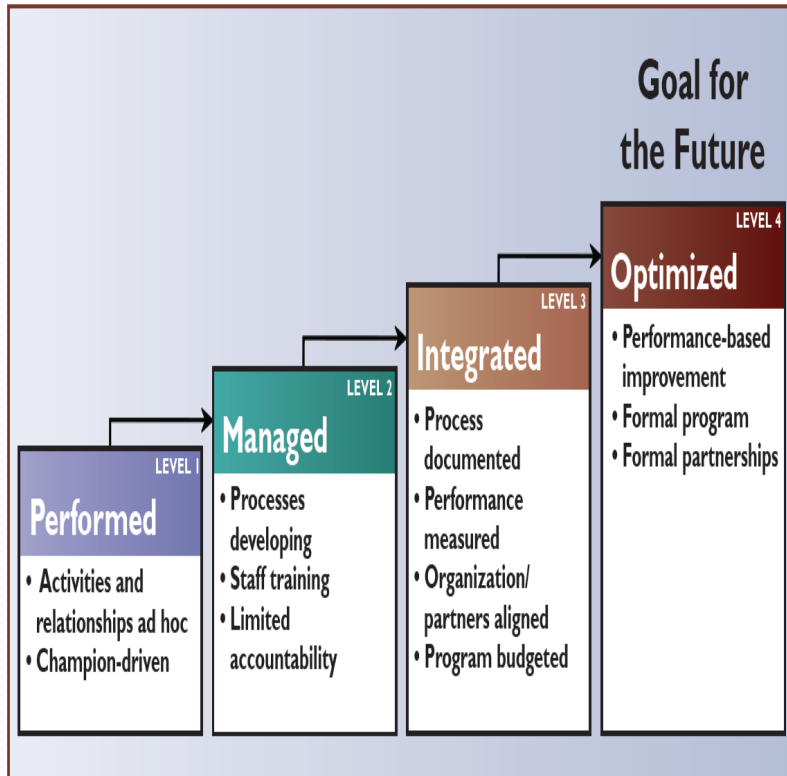 Goal for
the Future
LEVEL 1
Performed
• Activities and
relationships ad hoc
• Champion-driven
LEVEL 2
Managed
• Processes
developing
• Staff training
• Limited
accountability
LEVEL 3
Integrated
• Process
documented
• Performance
measured
• Organization/
partners aligned
• Program budgeted
LEVEL 4
Optimized
• Performance-based
improvement
• Formal program
• Formal partnerships